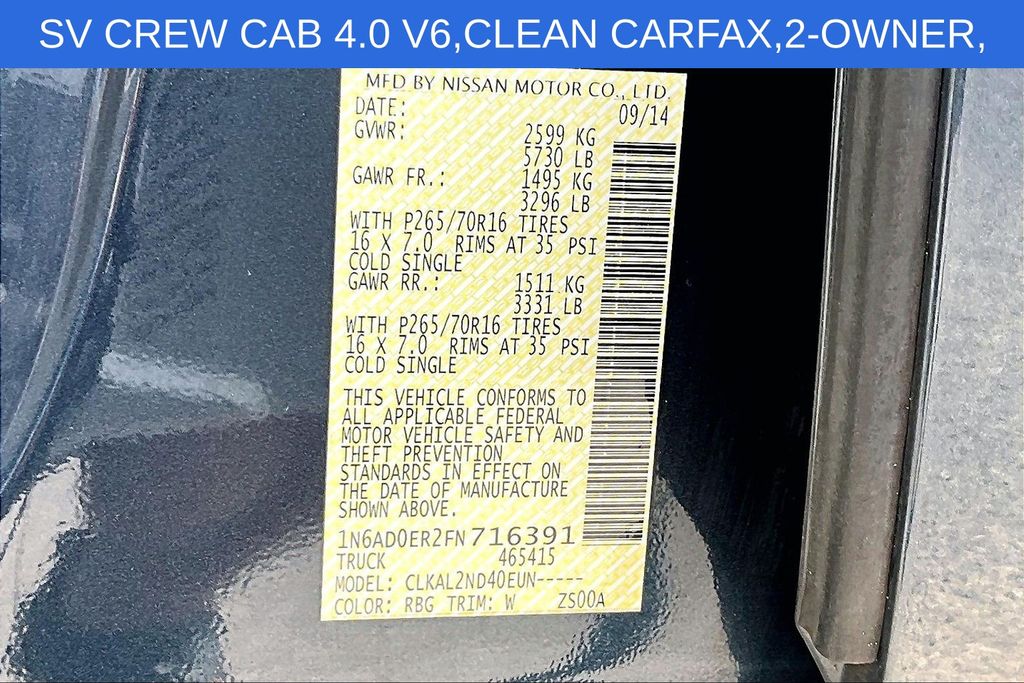 SV CREW CAB 4.0 V6,CLEAN CARFAX,2-OWNER,
MFD BY NISSAN MOTOR CO., LTD.
DATE: 09/14
GVWR: 2599 KG
5730 LB
GAWR FR.: 1495 KG
3296 LB
WITH P265/70R16 TIRES
16 X 7.0 RIMS AT 35 PSI
COLD SINGLE
GAWR RR.: 1511 KG
3331 LB
WITH P265/70R16 TIRES
16 X 7.0 RIMS AT 35 PSI
COLD SINGLE
THIS VEHICLE CONFORMS TO
ALL APPLICABLE FEDERAL
MOTOR VEHICLE SAFETY AND
THEFT PREVENTION
STANDARDS IN EFFECT ON
THE DATE OF MANUFACTURE
SHOWN ABOVE.
1N6AD0ER2FN716391
TRUCK 465415
MODEL: CLKAL2ND40EUN-----
COLOR: RBG TRIM: W ZS00A